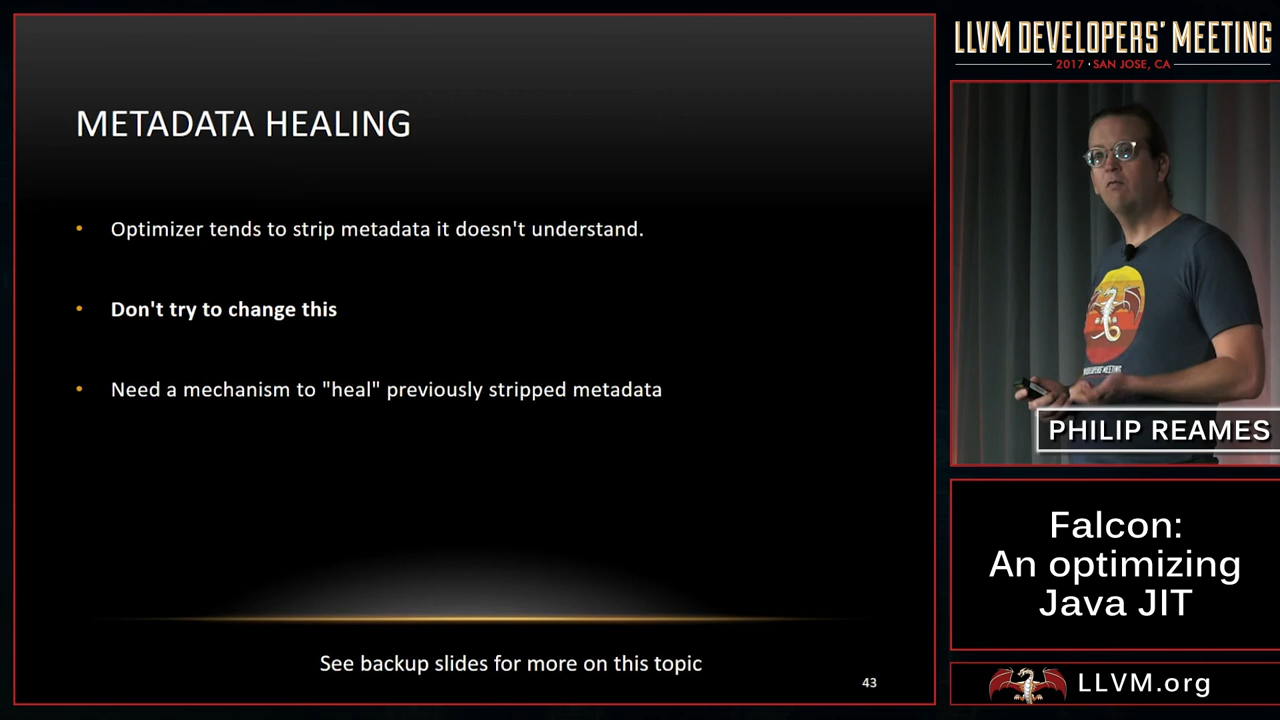 METADATA HEALING
• Optimizer tends to strip metadata it doesn't understand.
• Don't try to change this
• Need a mechanism to "heal" previously stripped metadata
See backup slides for more on this topic
43
LLVM DEVELOPERS' MEETING
2017 • SAN JOSE, CA
PHILIP REAMES
Falcon:
An optimizing
Java JIT
LLVM.org